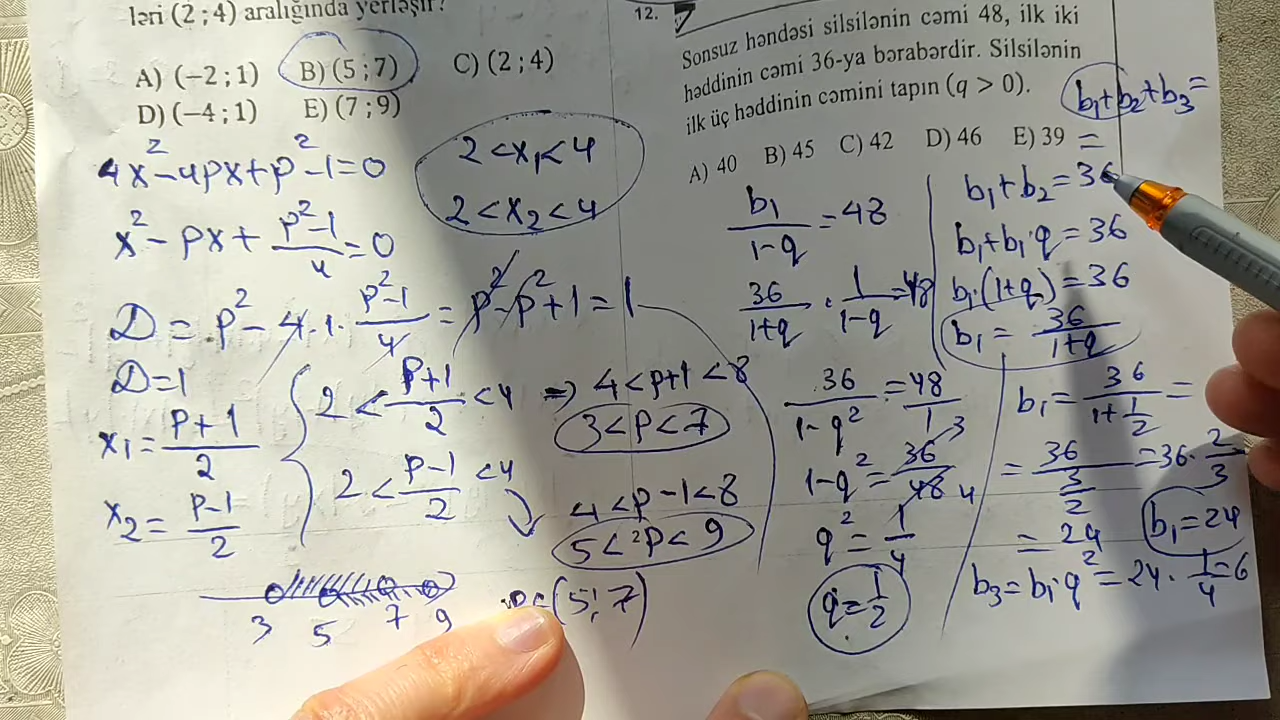 ləri (2 ; 4) aralığında yerləşir?
A) (−2 ; 1) B) (5 ; 7) C) (2 ; 4)
D) (−4 ; 1) E) (7 ; 9)
4x²−4px+p²−1=0
x²−px+(p²−1)/4=0
2<x₁<4
2<x₂<4
D=p²−4·1·(p²−1)/4=p²−p²+1=1
D=1
x₁=(p+1)/2
x₂=(p−1)/2
2<(p+1)/2<4 => 4<p+1<8
3<p<7
2<(p−1)/2<4
4<p−1<8
5<p<9
3 5 7 9
(5;7)
12.
Sonsuz həndəsi silsilənin cəmi 48, ilk iki
həddinin cəmi 36-ya bərabərdir. Silsilənin
ilk üç həddinin cəmini tapın (q > 0).
A) 40 B) 45 C) 42 D) 46 E) 39
b₁+b₂+b₃=
=
b₁/(1−q)=48
36/(1+q)·1/(1−q)=48
36/(1−q²)=48/1
1−q²=36/48 3 4
q²=1/4
q=1/2
b₁+b₂=36
b₁+b₁·q=36
b₁·(1+q)=36
b₁=36/(1+q)
b₁=36/(1+1/2)=
=36/(3/2)=36·2/3
=24
b₁=24
b₃=b₁·q²=24·1/4=6